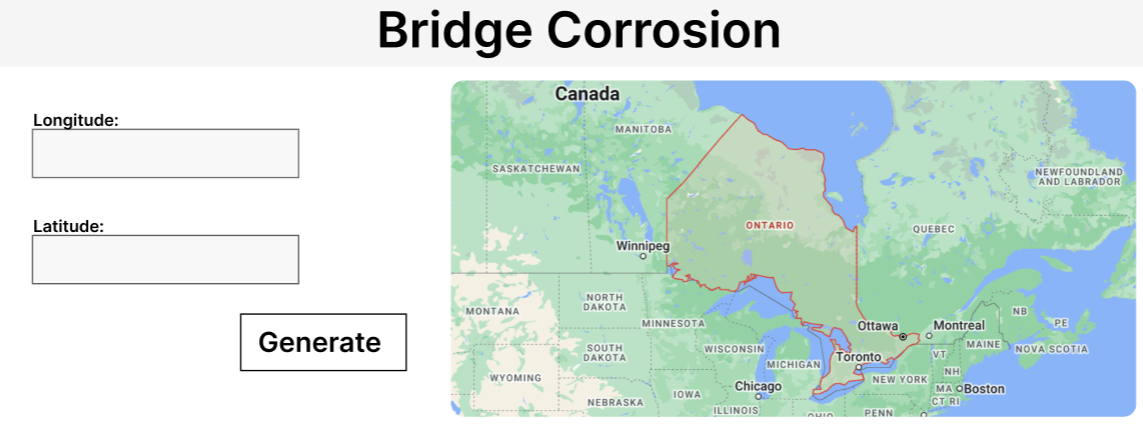 Bridge Corrosion
Longitude:
Latitude:
Generate
Canada
MANITOBA
SASKATCHEWAN
NEWFOUNDLAND
AND LABRADOR
ONTARIO
QUEBEC
Winnipeg
NORTH
DAKOTA
MONTANA
MINNESOTA
Ottawa
Montreal
NB
PE
MAINE
NOVA SCOTIA
SOUTH
DAKOTA
WISCONSIN
MICHIGAN
Toronto
VT
NH
WYOMING
NEW YORK
MA
Boston
Chicago
IOWA
NEBRASKA
CT RI
ILLINOIS
OHIO
PENN